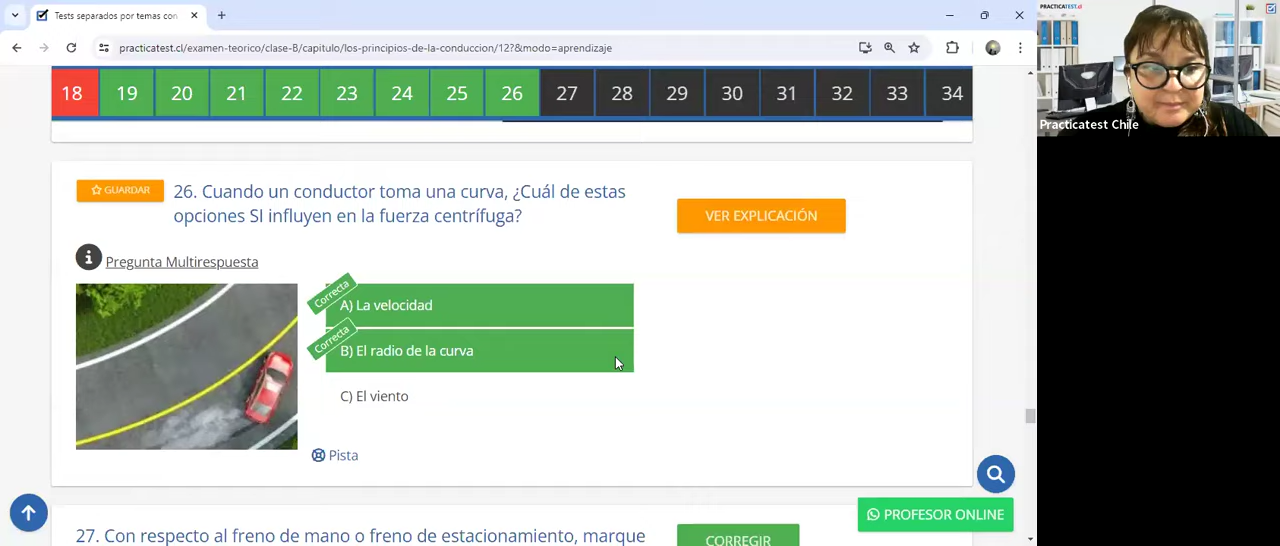 Tests separados por temas con
practicatest.cl/examen-teorico/clase-B/capitulo/los-principios-de-la-conduccion/12?&modo=aprendizaje
PRACTICATEST.cl
Practicatest Chile
18 19 20 21 22 23 24 25 26 27 28 29 30 31 32 33 34
GUARDAR
26. Cuando un conductor toma una curva, ¿Cuál de estas
opciones SI influyen en la fuerza centrífuga?
VER EXPLICACIÓN
Pregunta Multirespuesta
Correcta
A) La velocidad
Correcta
B) El radio de la curva
C) El viento
Pista
PROFESOR ONLINE
27. Con respecto al freno de mano o freno de estacionamiento, marque
CORREGIR